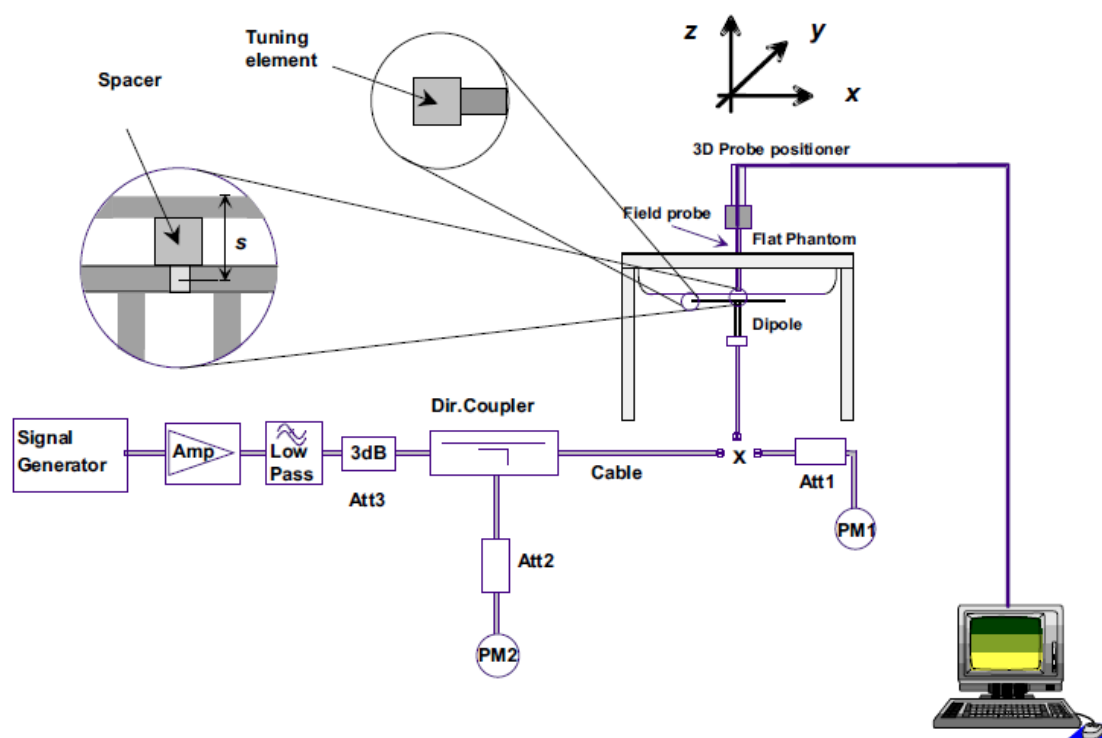 Tuning
element
Spacer
z
y
x
3D Probe positioner
Field probe
Flat Phantom
s
Dipole
Dir.Coupler
Signal
Generator
Amp
Low
Pass
3dB
Att3
Cable
x
Att1
PM1
Att2
PM2